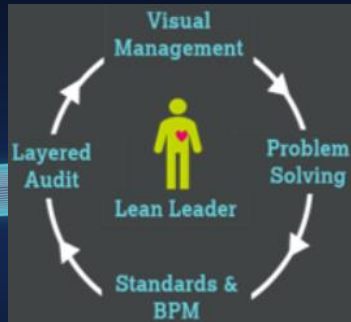 Visual
Management
Layered
Audit
Problem
Solving
Lean Leader
Standards &
BPM